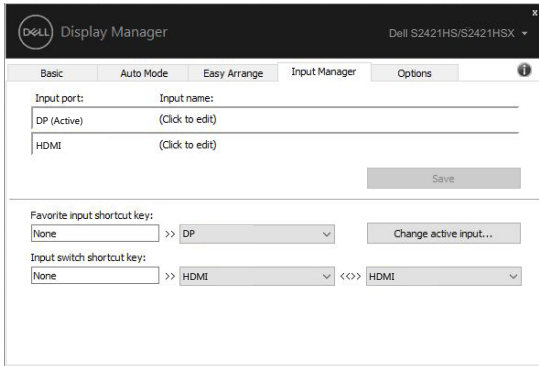 DELL Display Manager
Dell S2421HS/S2421HSX
x
Basic Auto Mode Easy Arrange Input Manager Options
Input port: Input name:
DP (Active) (Click to edit)
HDMI (Click to edit)
Save
Favorite input shortcut key:
None >> DP Change active input...
Input switch shortcut key:
None >> HDMI <<>> HDMI